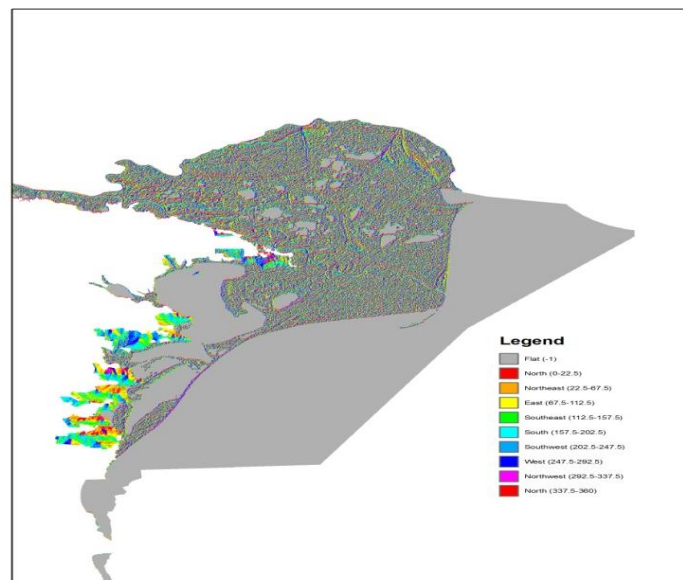 Legend
Flat (-1)
North (0-22.5)
Northeast (22.5-67.5)
East (67.5-112.5)
Southeast (112.5-157.5)
South (157.5-202.5)
Southwest (202.5-247.5)
West (247.5-292.5)
Northwest (292.5-337.5)
North (337.5-360)